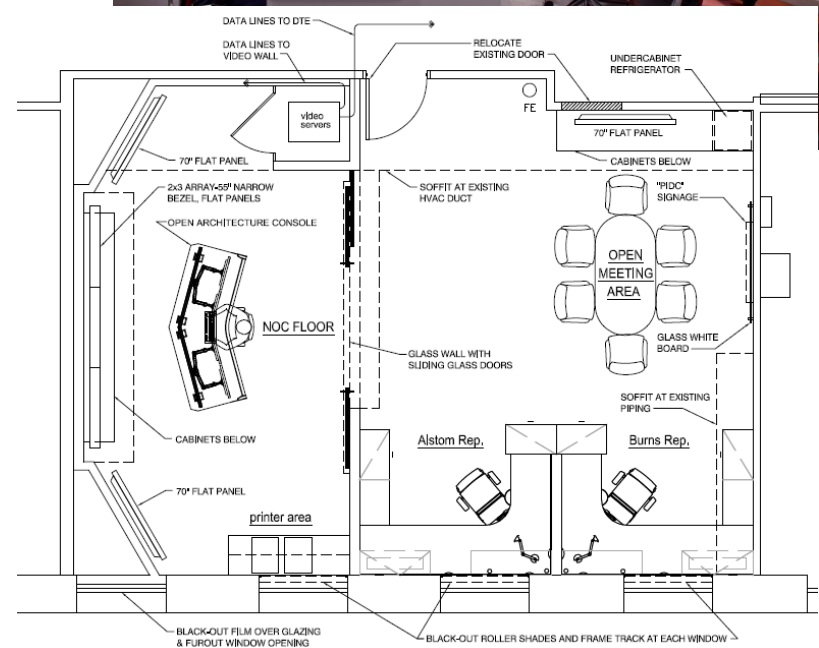 DATA LINES TO DTE
DATA LINES TO
VIDEO WALL
RELOCATE
EXISTING DOOR
UNDERCABINET
REFRIGERATOR
video
servers
FE
70" FLAT PANEL
70" FLAT PANEL
CABINETS BELOW
2x3 ARRAY-55" NARROW
BEZEL, FLAT PANELS
SOFFIT AT EXISTING
HVAC DUCT
"PIDC"
SIGNAGE
OPEN ARCHITECTURE CONSOLE
OPEN
MEETING
AREA
NOC FLOOR
GLASS WHITE
BOARD
GLASS WALL WITH
SLIDING GLASS DOORS
SOFFIT AT EXISTING
PIPING
CABINETS BELOW
Alstom Rep.
Burns Rep.
70" FLAT PANEL
printer area
BLACK-OUT FILM OVER GLAZING
& FUROUT WINDOW OPENING
BLACK-OUT ROLLER SHADES AND FRAME TRACK AT EACH WINDOW